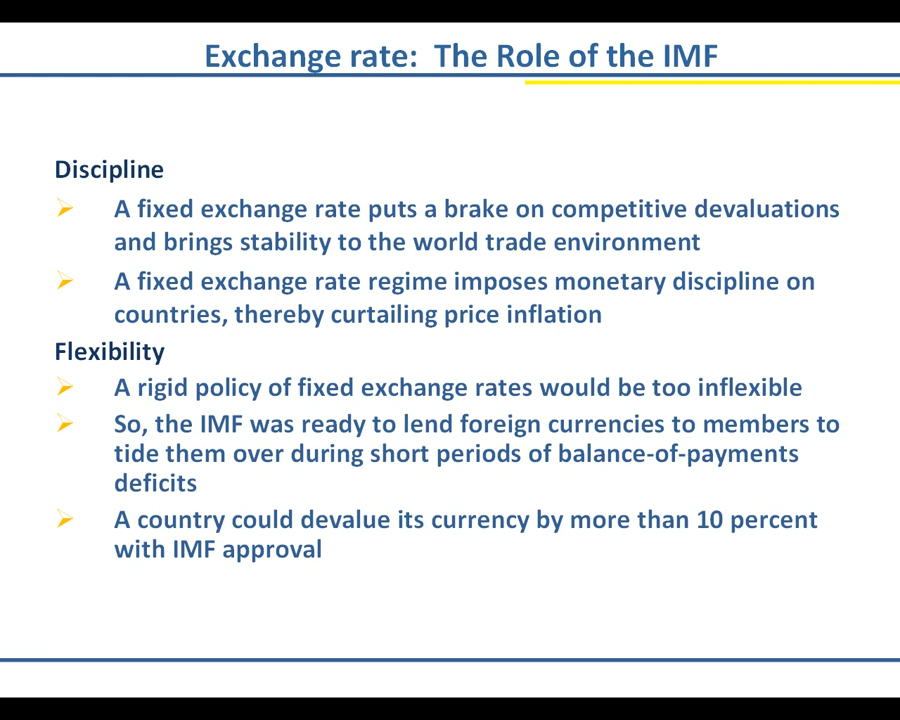 Exchange rate: The Role of the IMF
Discipline
A fixed exchange rate puts a brake on competitive devaluations
and brings stability to the world trade environment
A fixed exchange rate regime imposes monetary discipline on
countries, thereby curtailing price inflation
Flexibility
A rigid policy of fixed exchange rates would be too inflexible
So, the IMF was ready to lend foreign currencies to members to
tide them over during short periods of balance-of-payments
deficits
A country could devalue its currency by more than 10 percent
with IMF approval